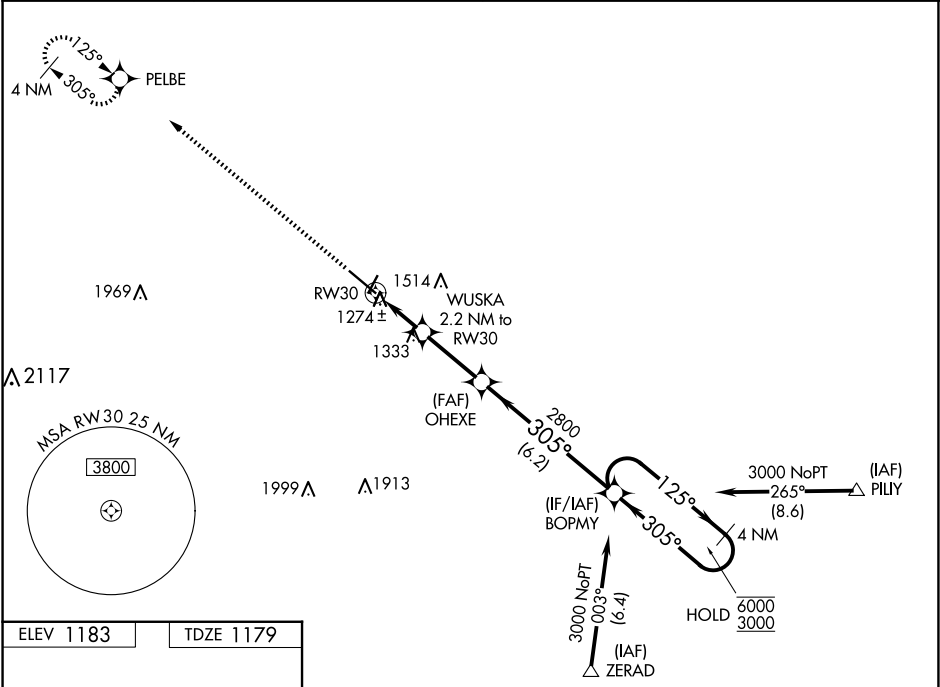 125°
305°
4 NM
PELBE
1969
RW30
1514
1274±
WUSKA
2.2 NM to
RW30
1333
2117
(FAF)
OHEXE
MSA RW30 25 NM
3800
2800
305°
(6.2)
1999
1913
(IF/IAF)
BOPMY
125°
305°
4 NM
3000 NoPT
265°
(8.6)
(IAF)
PILIY
HOLD
6000
3000
3000 NoPT
003°
(6.4)
(IAF)
ZERAD
ELEV 1183
TDZE 1179